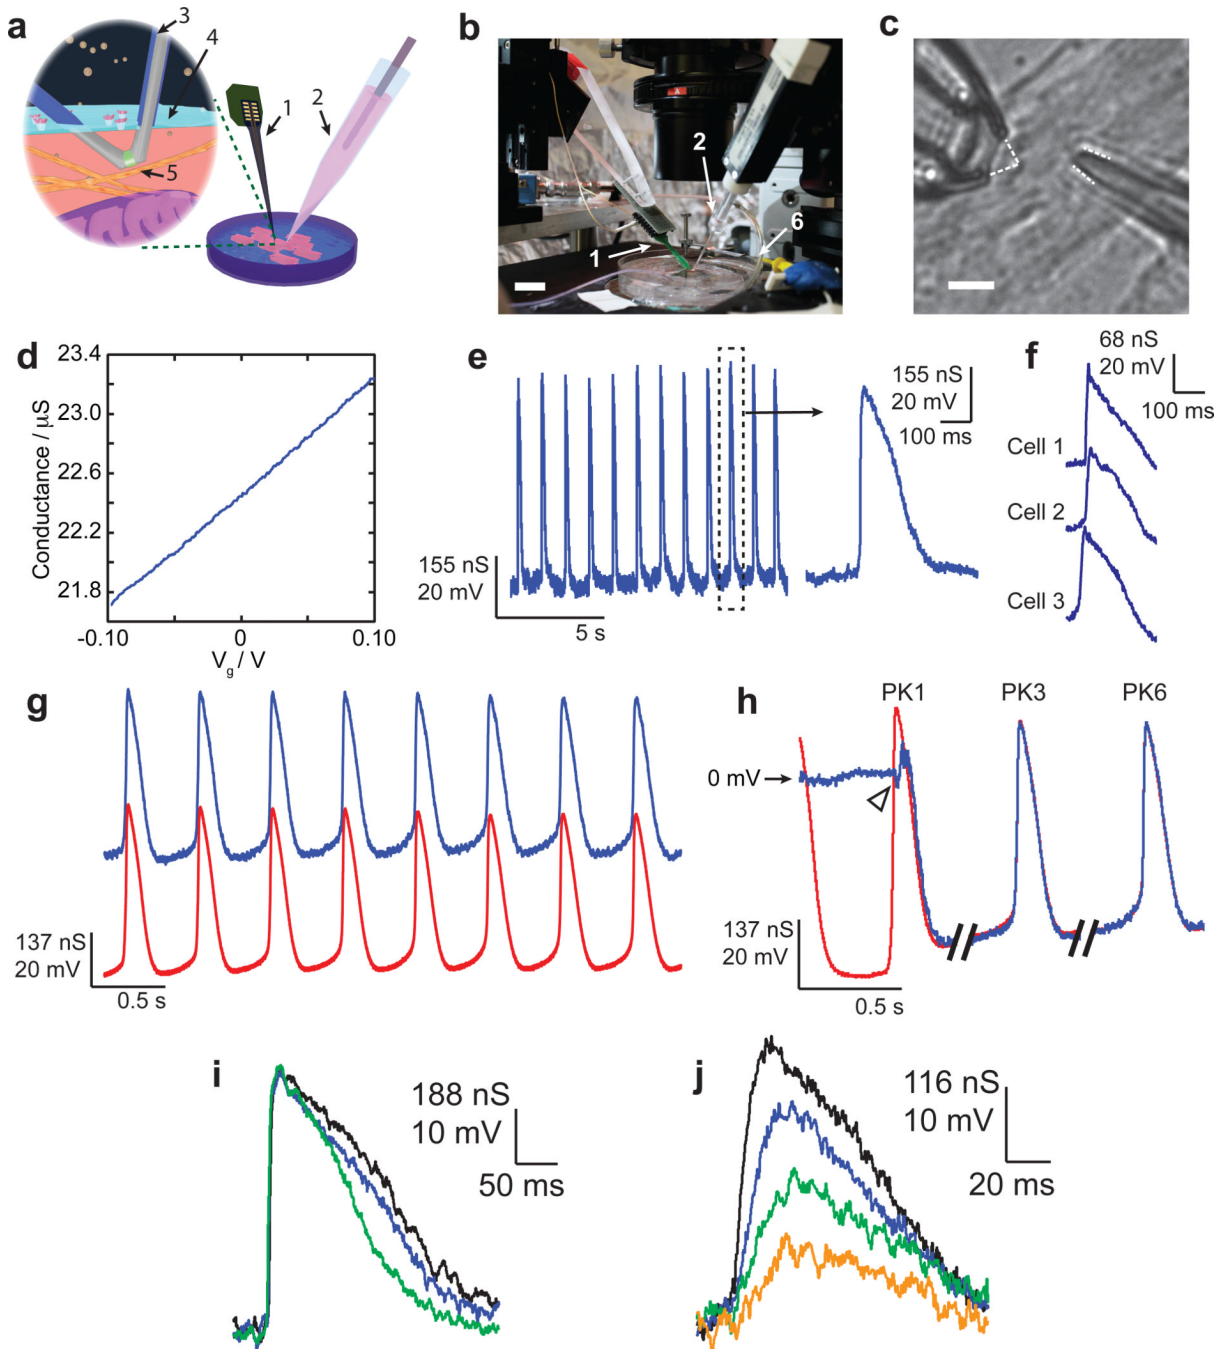 a
3
4
1
2
5
b
A
2
1
6
c
d
23.4
23.0
22.6
22.2
21.8
Conductance / µS
-0.10
0
0.10
Vg / V
e
155 nS
20 mV
5 s
155 nS
20 mV
100 ms
f
68 nS
20 mV
100 ms
Cell 1
Cell 2
Cell 3
g
137 nS
20 mV
0.5 s
h
PK1
PK3
PK6
0 mV
137 nS
20 mV
0.5 s
i
188 nS
10 mV
50 ms
j
116 nS
10 mV
20 ms